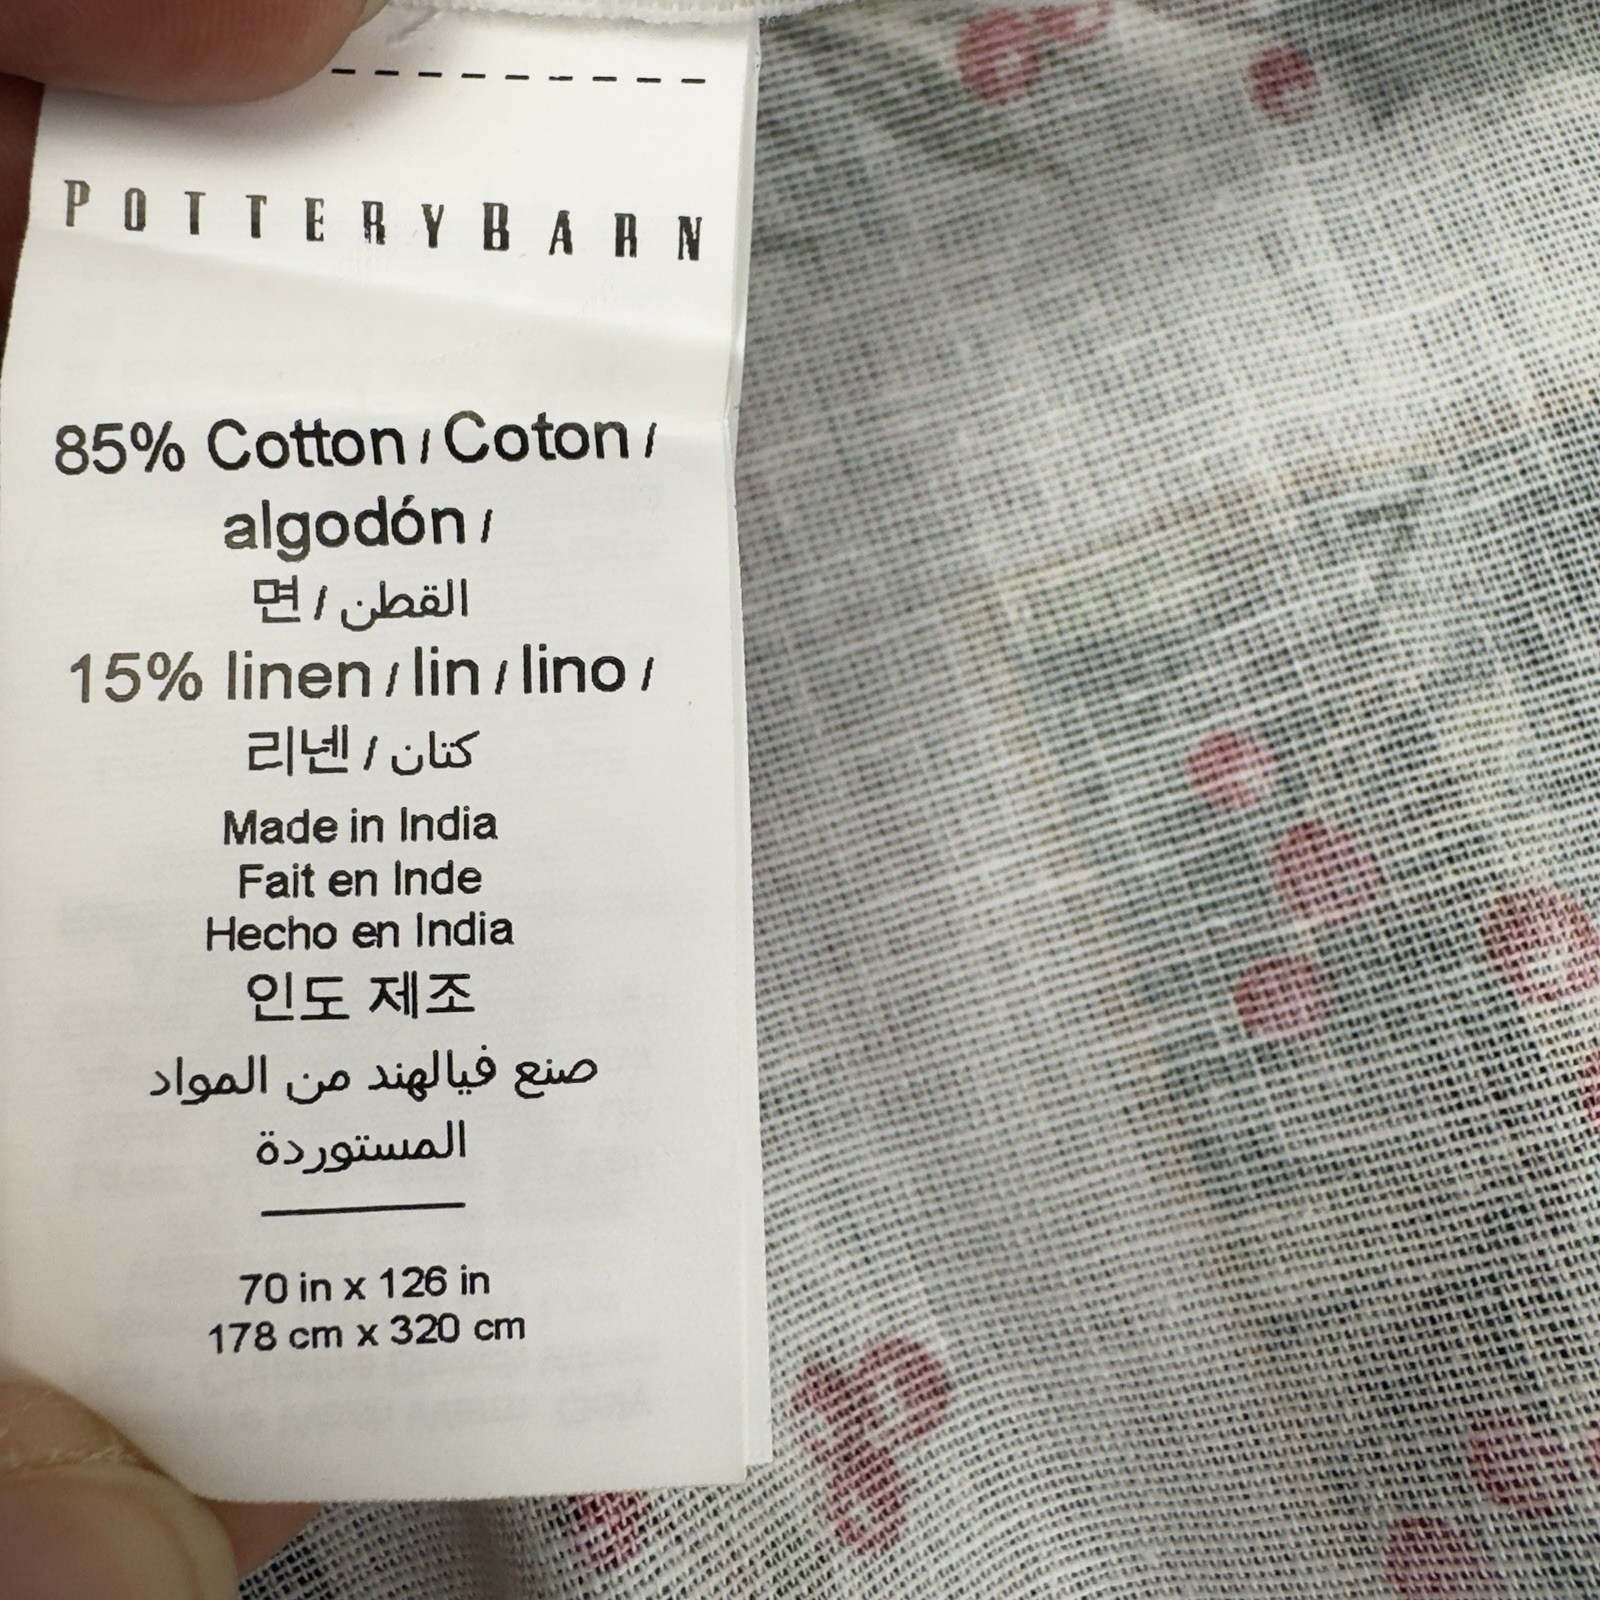 POTTERYBARN
85% Cotton / Coton /
algodón /
면 / القطن
15% linen / lin / lino /
리넨 / كتان
Made in India
Fait en Inde
Hecho en India
인도 제조
صنع فيالهند من المواد
المستوردة
70 in x 126 in
178 cm x 320 cm